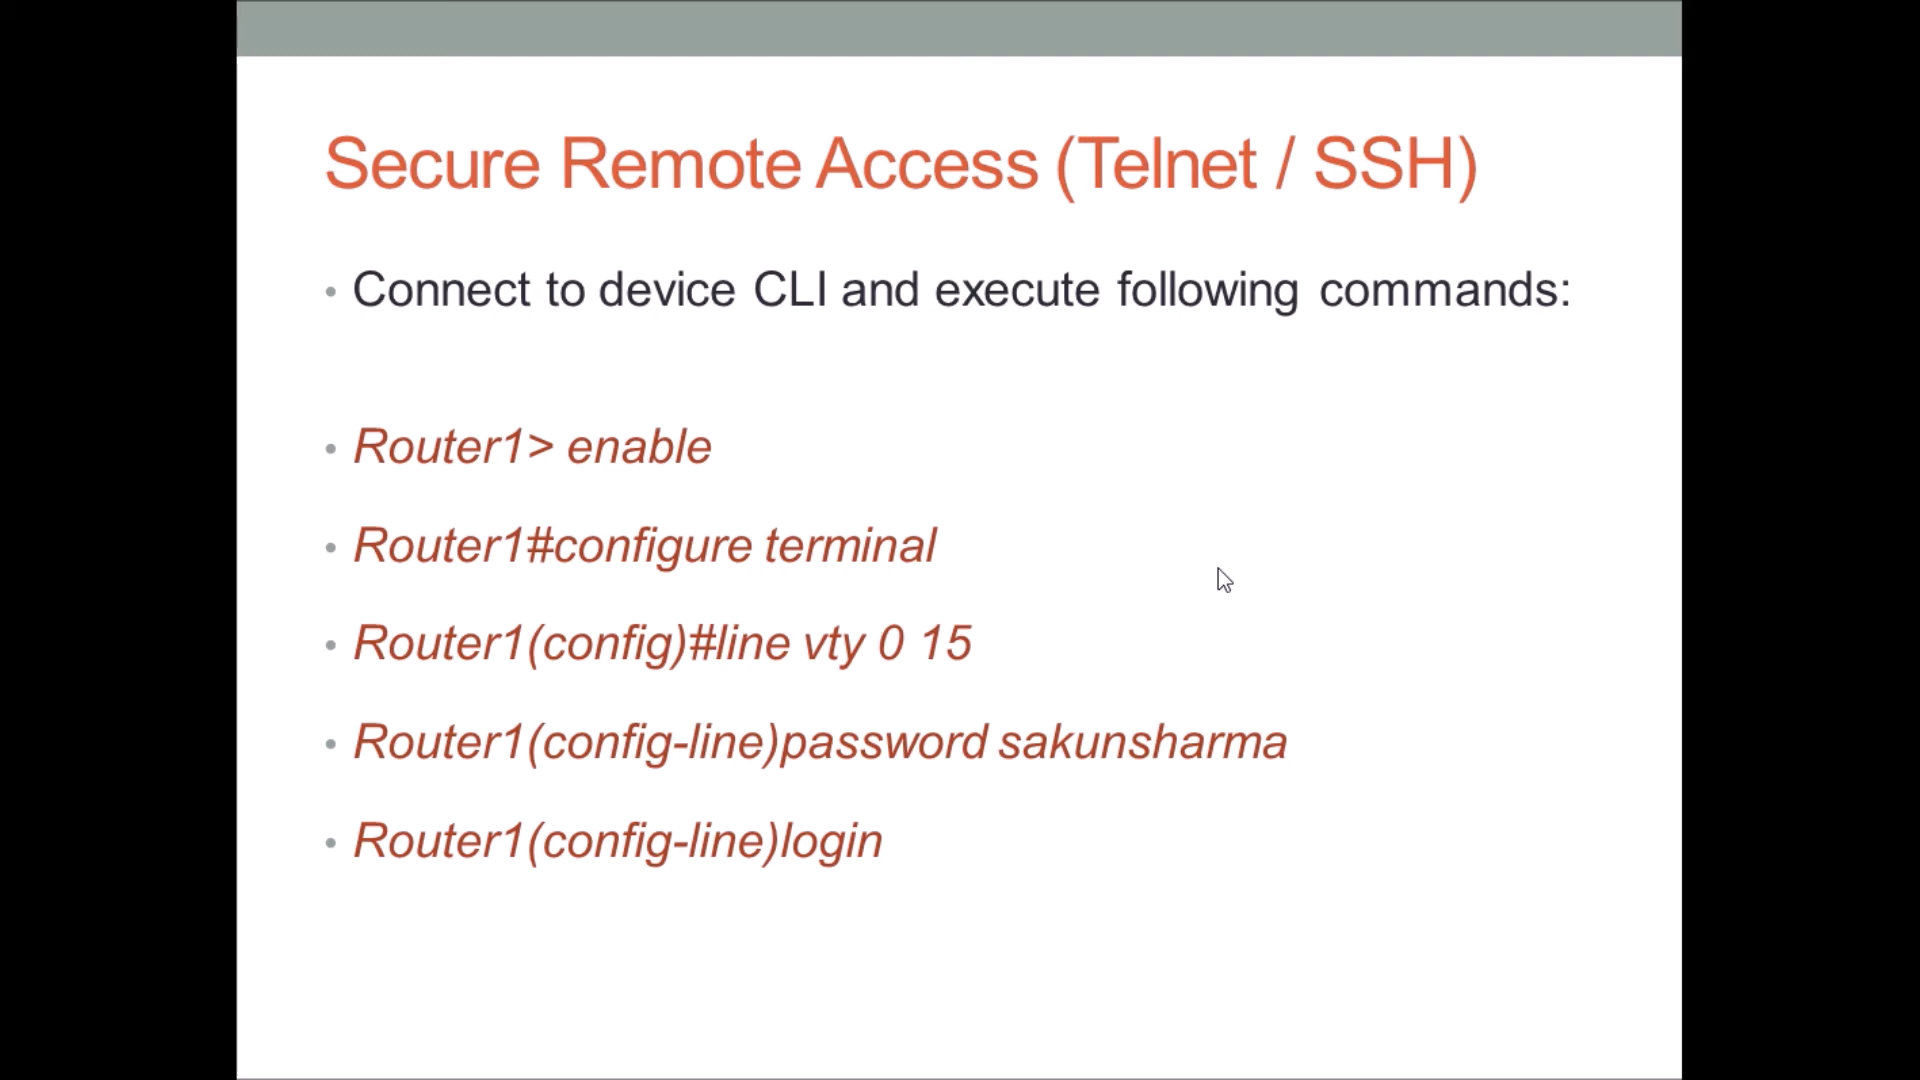 Secure Remote Access (Telnet / SSH)
• Connect to device CLI and execute following commands:
• Router1> enable
• Router1#configure terminal
• Router1(config)#line vty 0 15
• Router1(config-line)password sakunsharma
• Router1(config-line)login